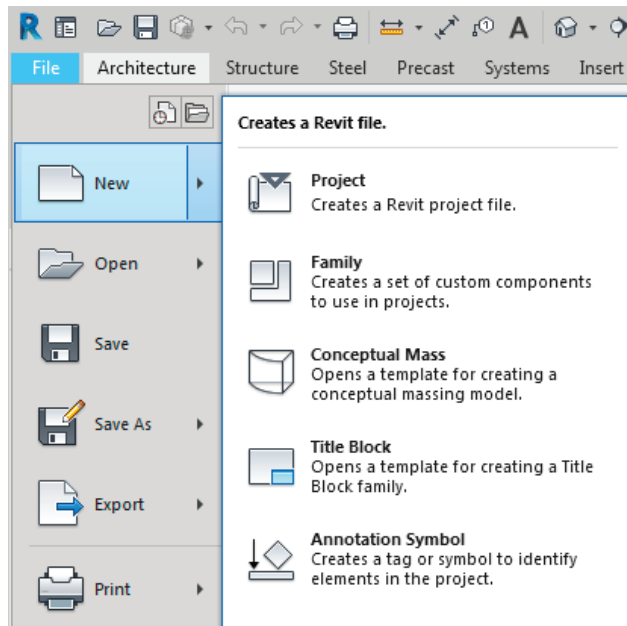 File Architecture Structure Steel Precast Systems Insert
Creates a Revit file.
New
Project
Creates a Revit project file.
Open
Family
Creates a set of custom components
to use in projects.
Save
Conceptual Mass
Opens a template for creating a
conceptual massing model.
Save As
Title Block
Opens a template for creating a Title
Block family.
Export
Annotation Symbol
Creates a tag or symbol to identify
elements in the project.
Print